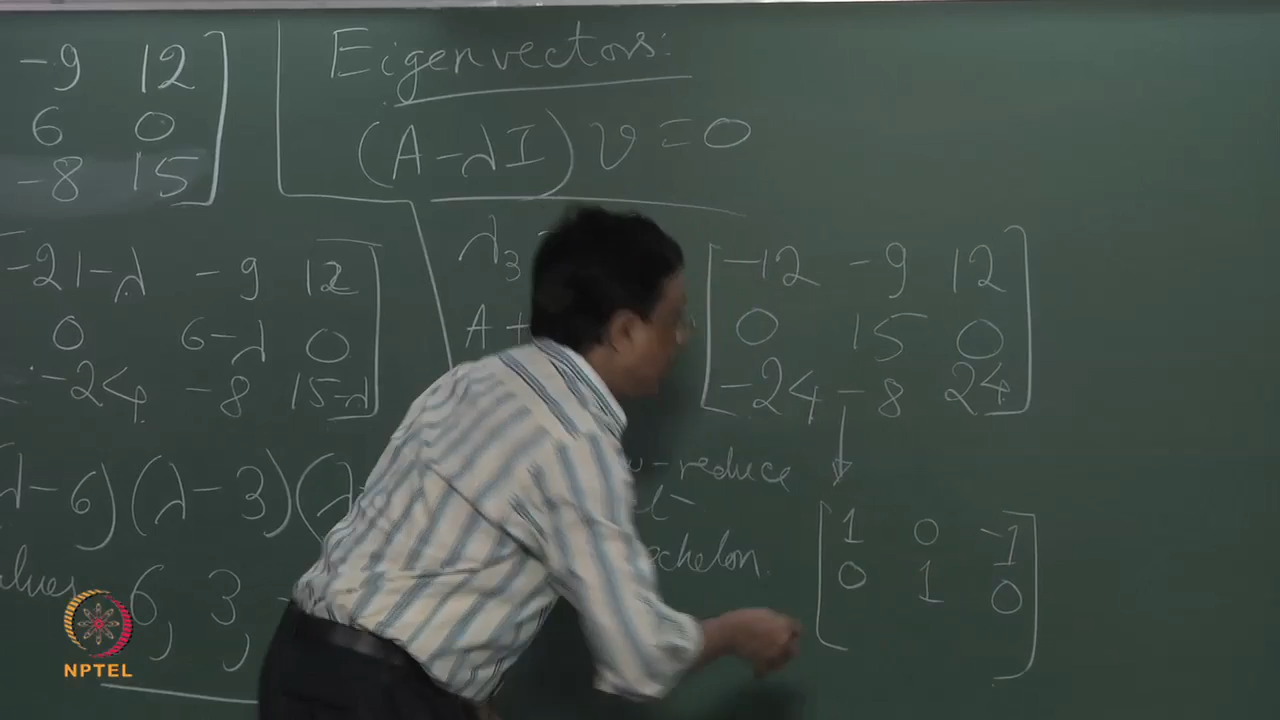 -9 12
6 0
-8 15
Eigenvectors:
(A-λI) v = 0
-21-λ -9 12
0 6-λ 0
-24 -8 15-λ
λ-6)(λ-3)(λ
6, 3,
λ3
A+
-12 -9 12
0 15 0
-24 -8 24
-reduce
echelon.
1 0 -1
0 1 0
NPTEL